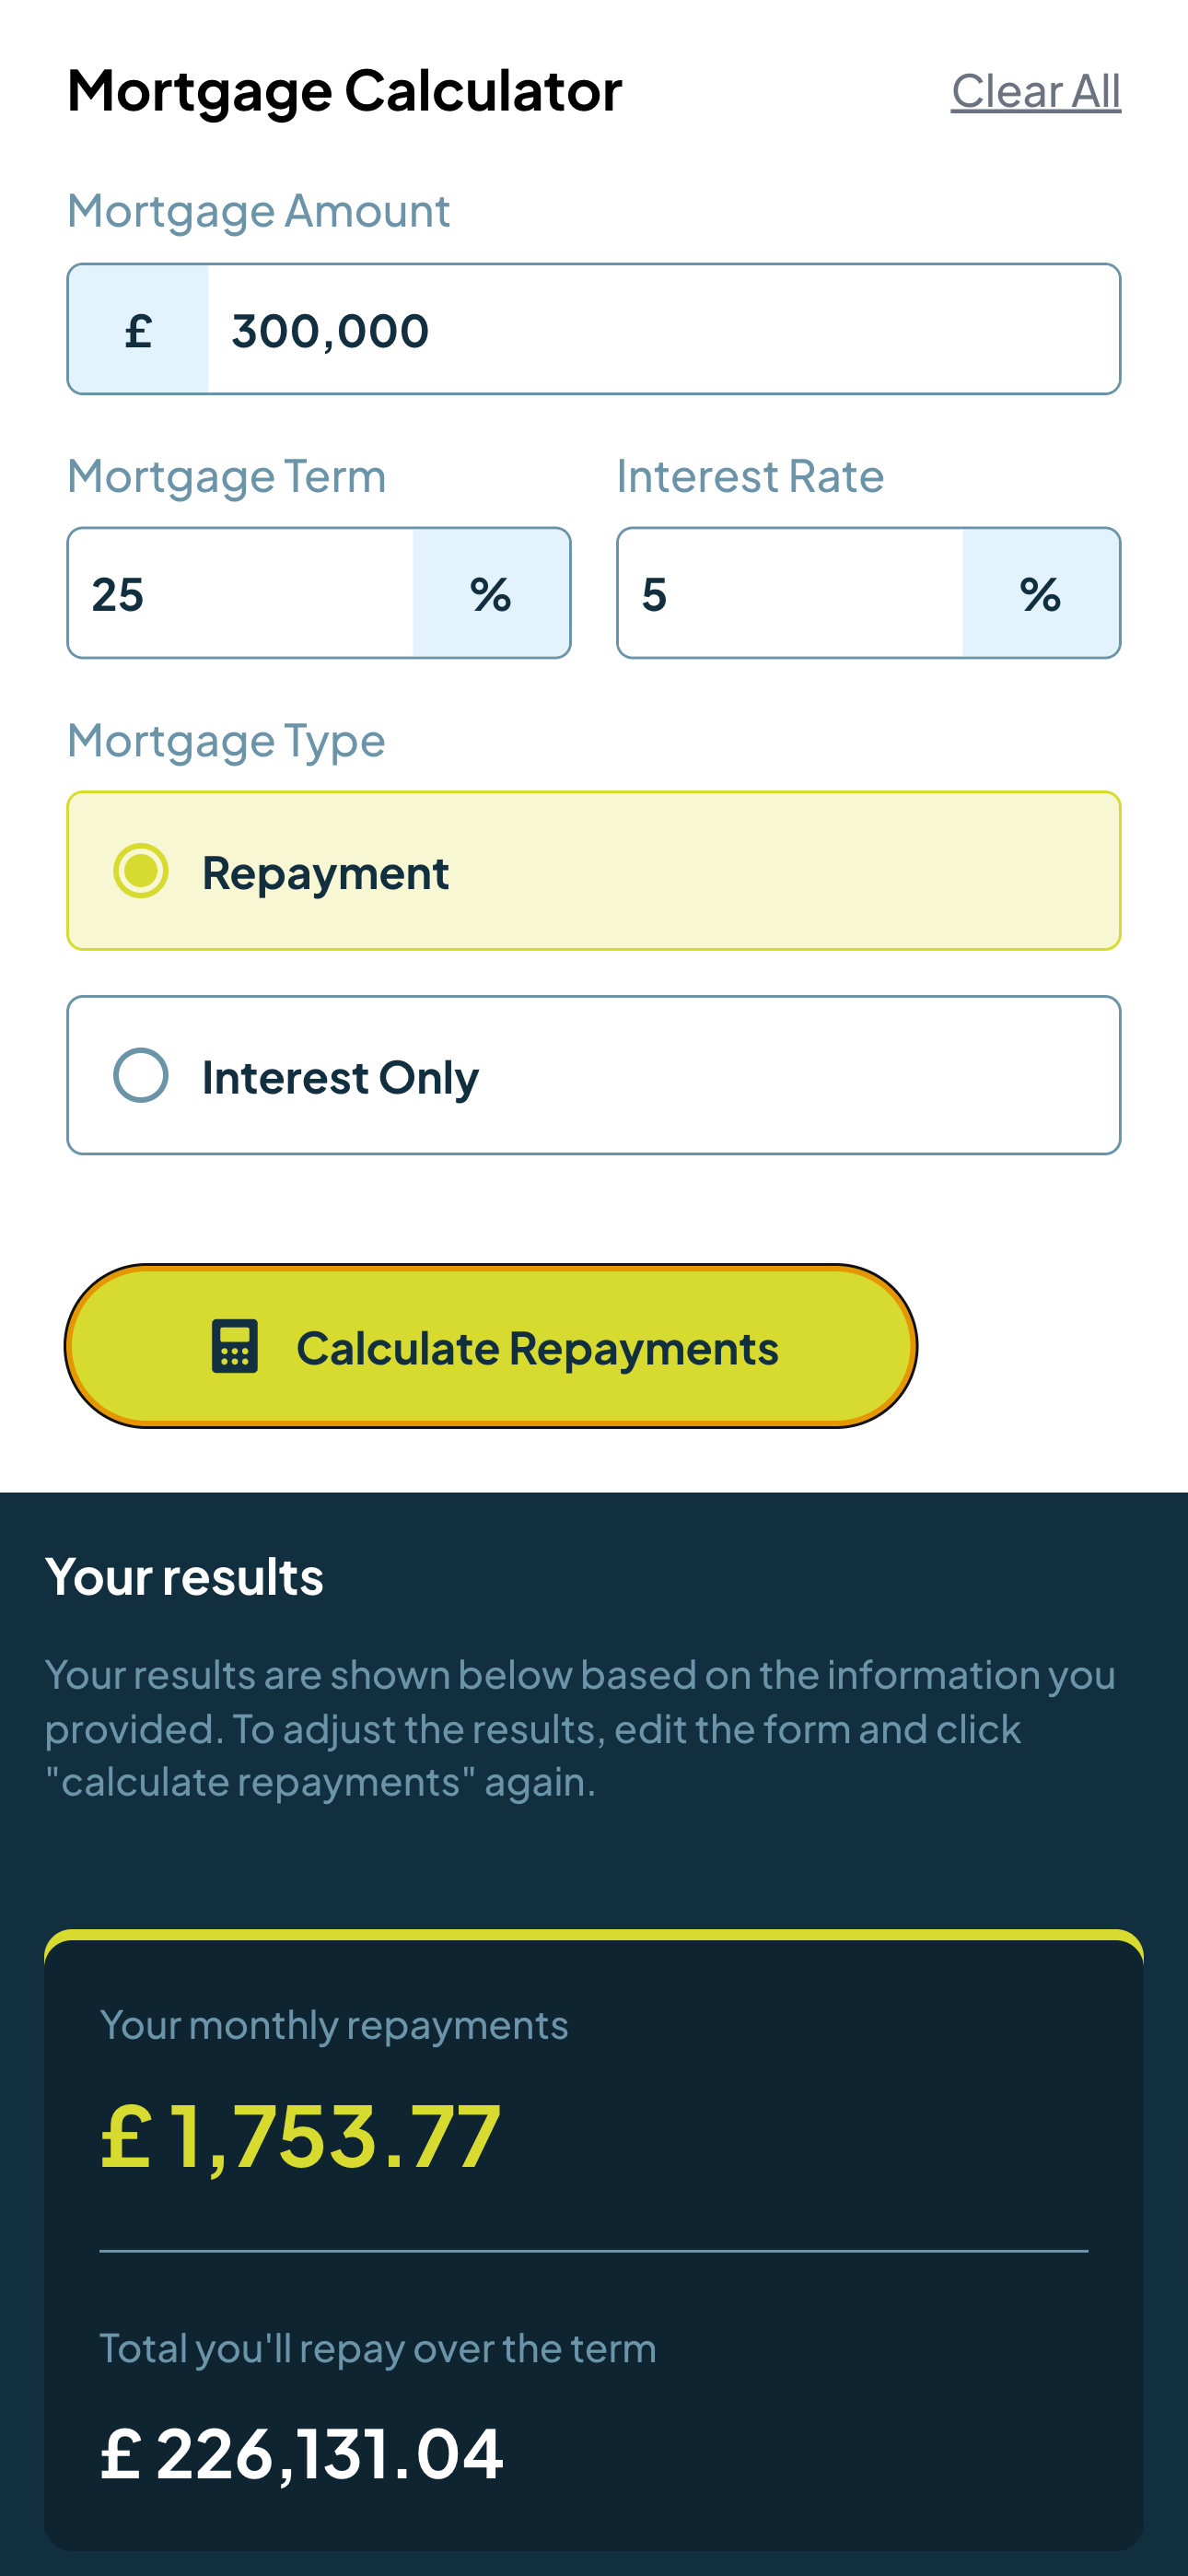 Mortgage Calculator
Clear All
Mortgage Amount
£ 300,000
Mortgage Term
Interest Rate
25 %
5 %
Mortgage Type
Repayment
Interest Only
Calculate Repayments
Your results
Your results are shown below based on the information you
provided. To adjust the results, edit the form and click
"calculate repayments" again.
Your monthly repayments
£ 1,753.77
Total you'll repay over the term
£ 226,131.04